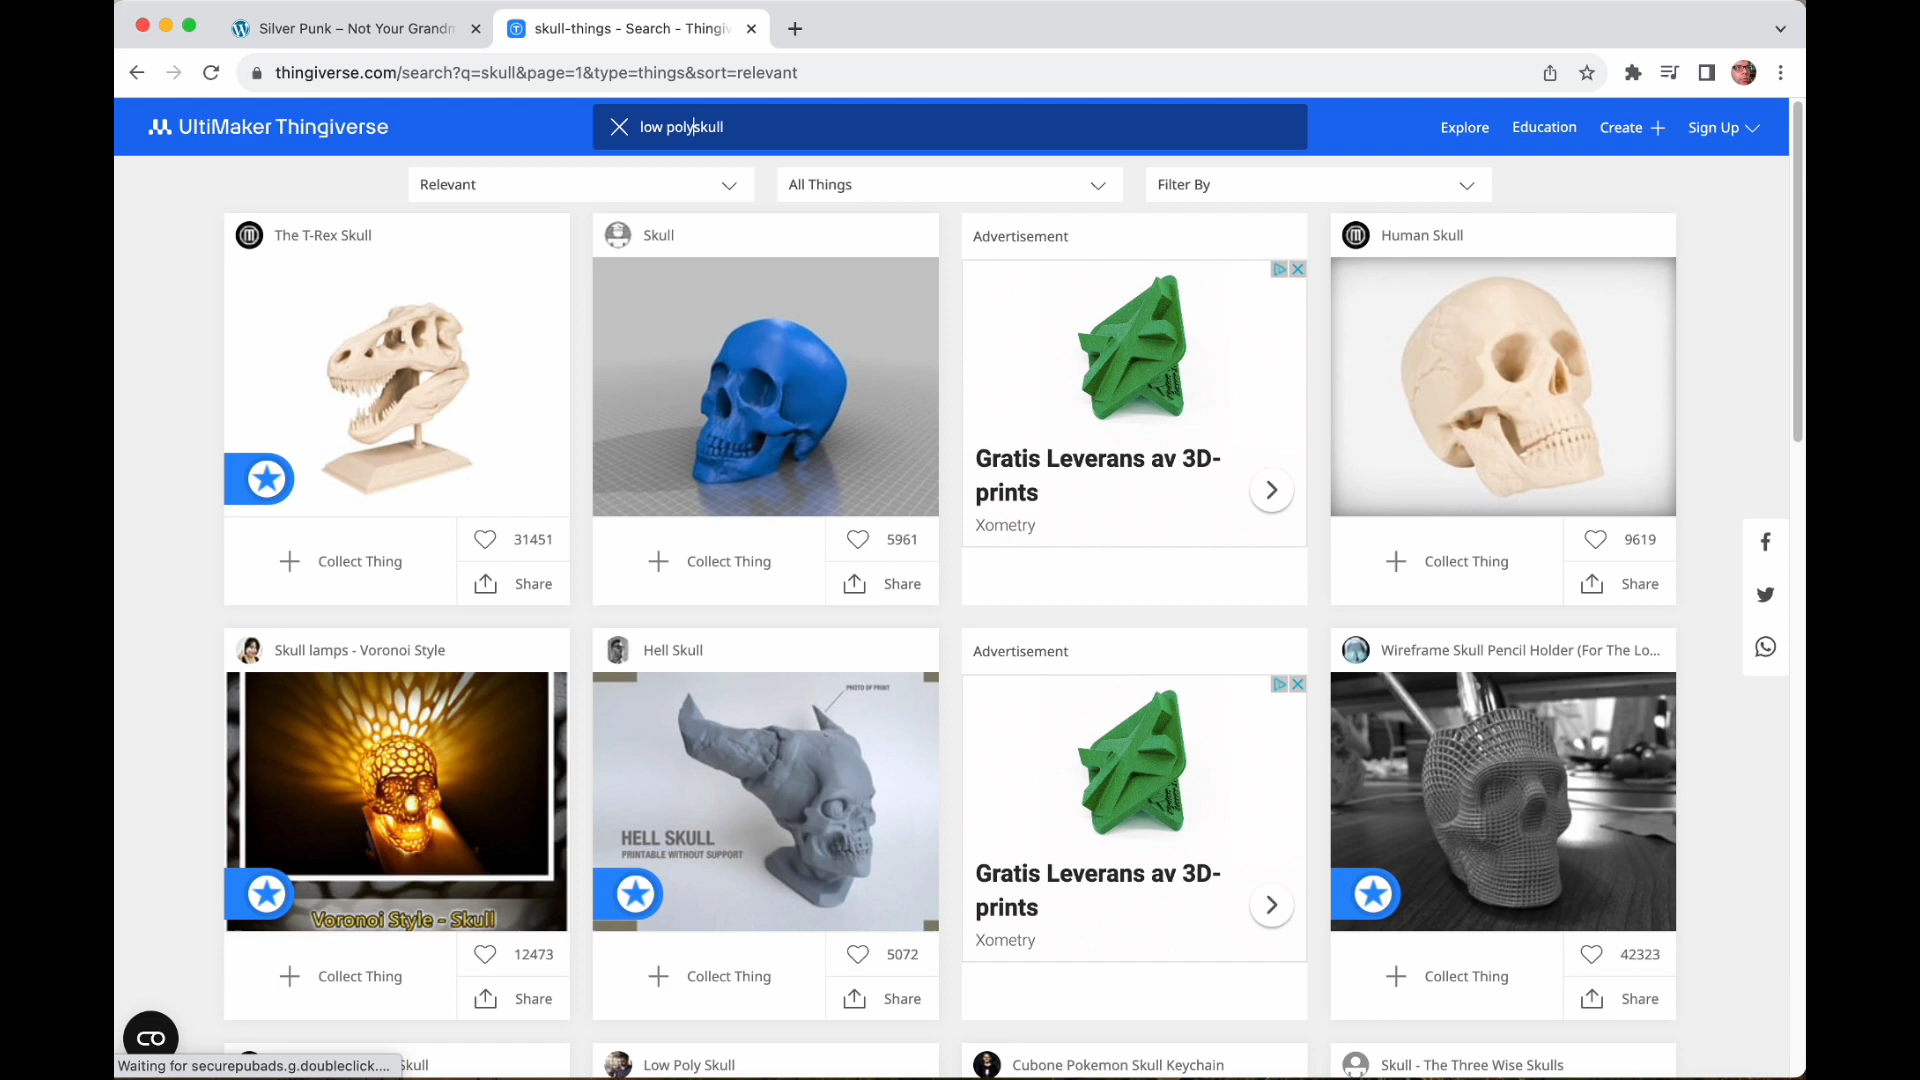 Silver Punk – Not Your Grandm
skull-things - Search - Thingiv
thingiverse.com/search?q=skull&page=1&type=things&sort=relevant
UltiMaker Thingiverse
low polyskull
Explore
Education
Create
Sign Up
Relevant
All Things
Filter By
The T-Rex Skull
Skull
Advertisement
Human Skull
Gratis Leverans av 3D-
prints
Xometry
Collect Thing
31451
Share
Collect Thing
5961
Share
Collect Thing
9619
Share
Skull lamps - Voronoi Style
Hell Skull
Advertisement
Wireframe Skull Pencil Holder (For The Lo...
Voronoi Style - Skull
PHOTO OF PRINT
HELL SKULL
PRINTABLE WITHOUT SUPPORT
Gratis Leverans av 3D-
prints
Xometry
Collect Thing
12473
Share
Collect Thing
5072
Share
Collect Thing
42323
Share
Waiting for securepubads.g.doubleclick....
kull
Low Poly Skull
Cubone Pokemon Skull Keychain
Skull - The Three Wise Skulls